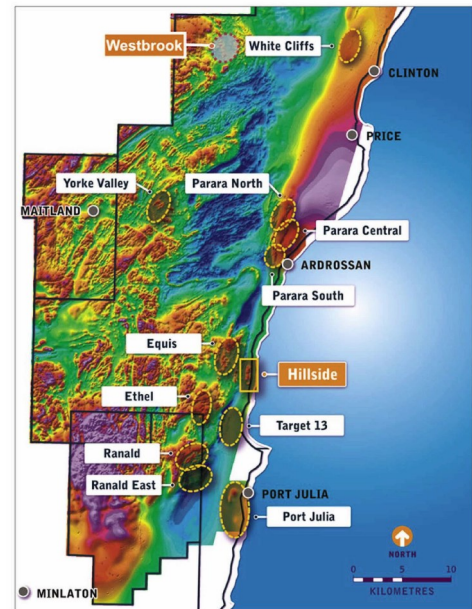 Westbrook
White Cliffs
CLINTON
PRICE
Yorke Valley
Parara North
MAITLAND
Parara Central
ARDROSSAN
Parara South
Equis
Hillside
Ethel
Target 13
Ranald
Ranald East
PORT JULIA
Port Julia
NORTH
0 5 10
KILOMETRES
MINLATON